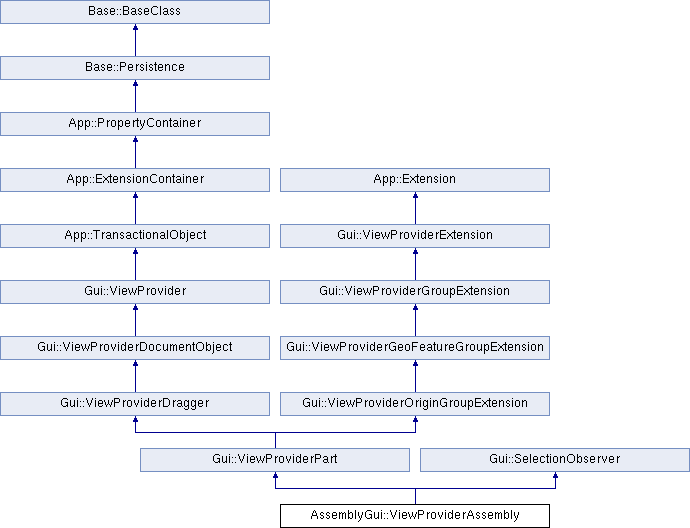 Base::BaseClass
Base::Persistence
App::PropertyContainer
App::ExtensionContainer
App::Extension
App::TransactionalObject
Gui::ViewProviderExtension
Gui::ViewProvider
Gui::ViewProviderGroupExtension
Gui::ViewProviderDocumentObject
Gui::ViewProviderGeoFeatureGroupExtension
Gui::ViewProviderDragger
Gui::ViewProviderOriginGroupExtension
Gui::ViewProviderPart
Gui::SelectionObserver
AssemblyGui::ViewProviderAssembly